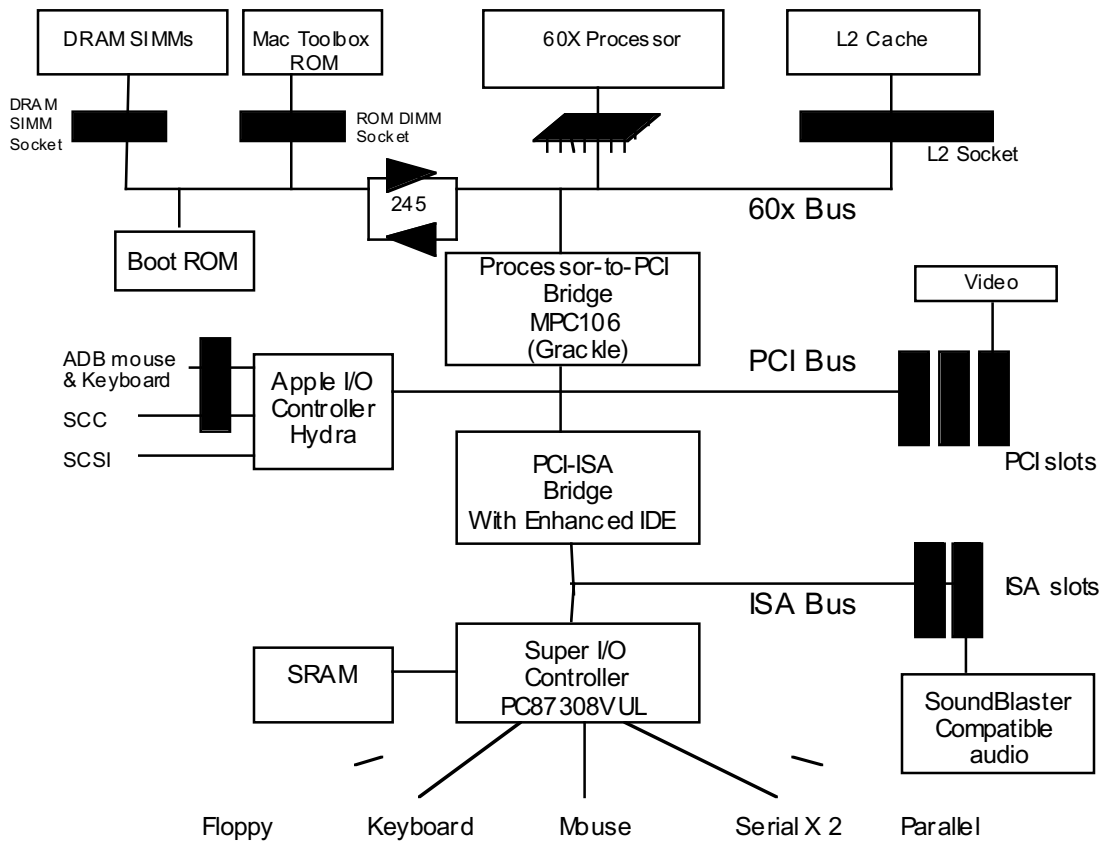 DRAM SIMMs
Mac Toolbox
ROM
60X Processor
L2 Cache
DRAM
SIMM
Socket
ROM DIMM
Socket
L2 Socket
245
60x Bus
Boot ROM
Processor-to-PCI
Bridge
MPC106
(Grackle)
Video
ADB mouse
& Keyboard
SCC
SCSI
Apple I/O
Controller
Hydra
PCI Bus
PCI slots
PCI-ISA
Bridge
With Enhanced IDE
ISA Bus
ISA slots
SRAM
Super I/O
Controller
PC87308VUL
SoundBlaster
Compatible
audio
Floppy
Keyboard
Mouse
Serial X 2
Parallel